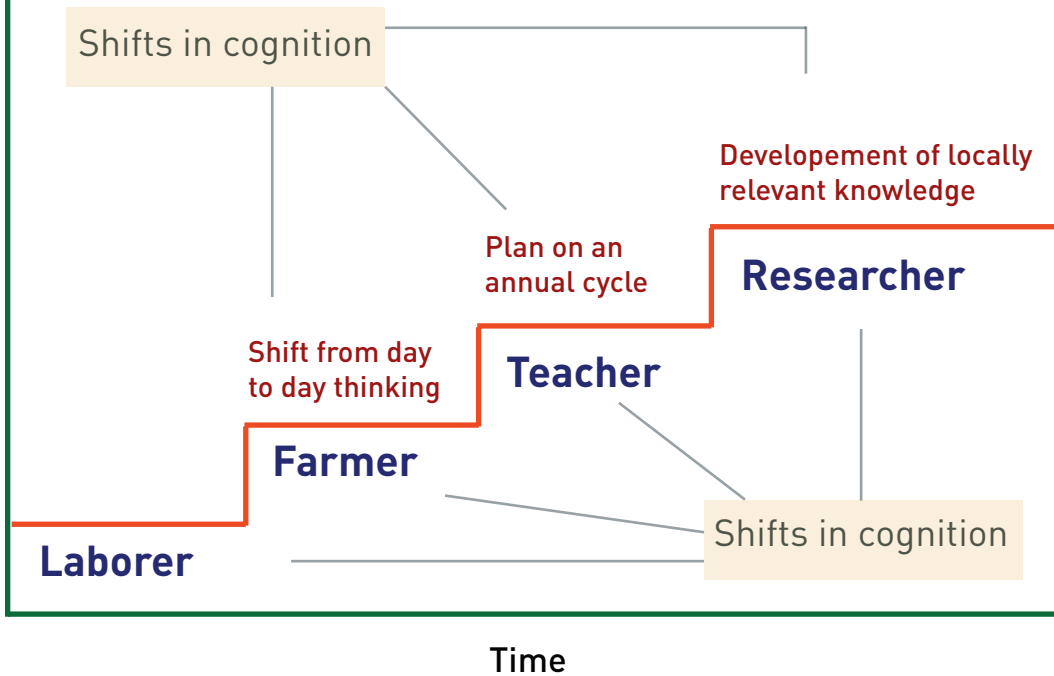 Shifts in cognition
Developement of locally
relevant knowledge
Plan on an
annual cycle
Researcher
Shift from day
to day thinking
Teacher
Farmer
Shifts in cognition
Laborer
Time